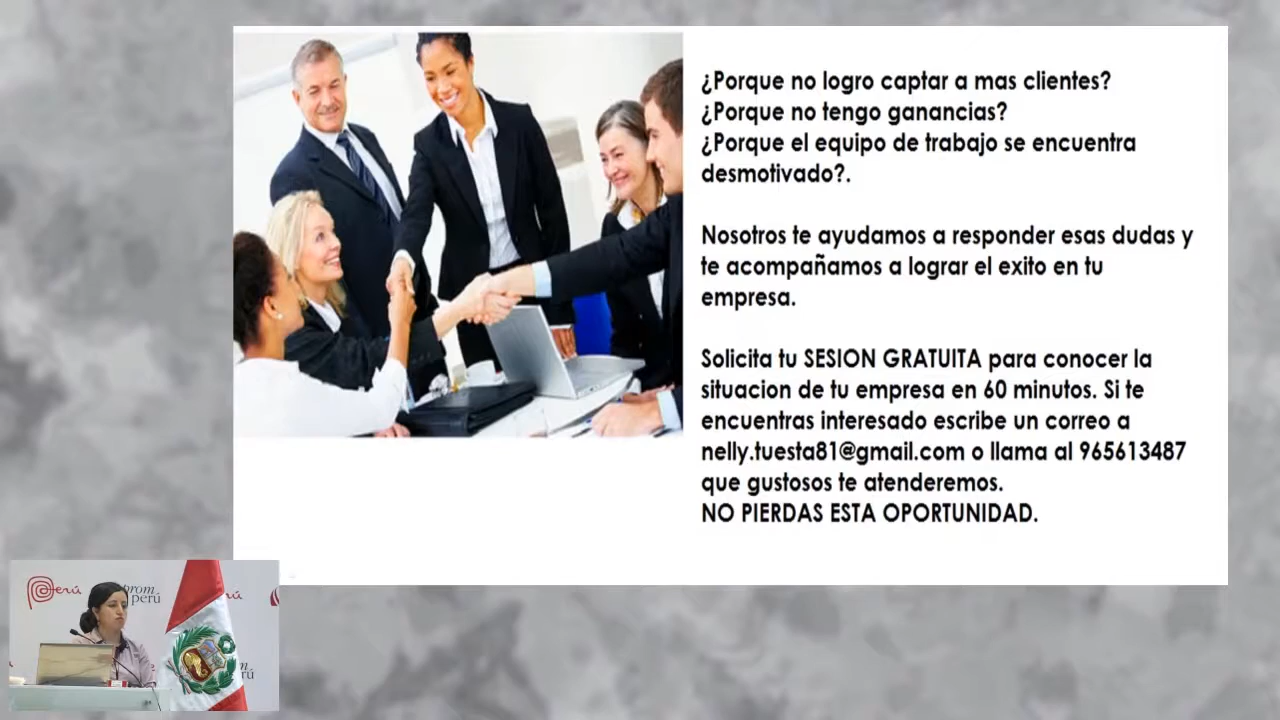 ¿Porque no logro captar a mas clientes?
¿Porque no tengo ganancias?
¿Porque el equipo de trabajo se encuentra
desmotivado?.
Nosotros te ayudamos a responder esas dudas y
te acompañamos a lograr el exito en tu
empresa.
Solicita tu SESION GRATUITA para conocer la
situacion de tu empresa en 60 minutos. Si te
encuentras interesado escribe un correo a
nelly.tuesta81@gmail.com o llama al 965613487
que gustosos te atenderemos.
NO PIERDAS ESTA OPORTUNIDAD.
Perú
prom
perú